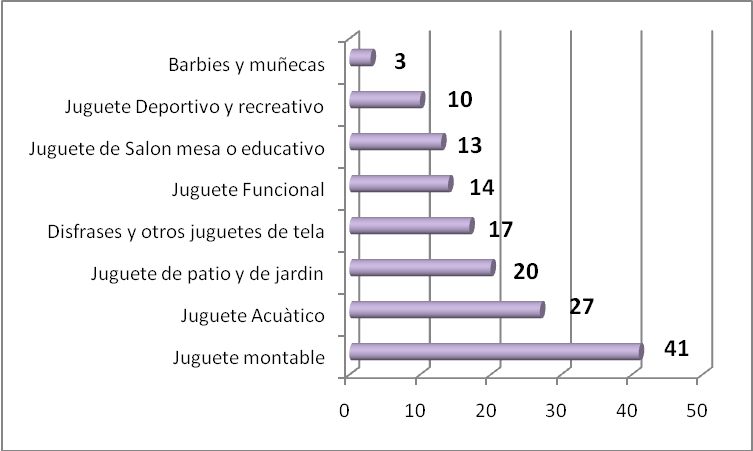 Barbies y muñecas 3
Juguete Deportivo y recreativo 10
Juguete de Salon mesa o educativo 13
Juguete Funcional 14
Disfrases y otros juguetes de tela 17
Juguete de patio y de jardin 20
Juguete Acuàtico 27
Juguete montable 41
0 10 20 30 40 50